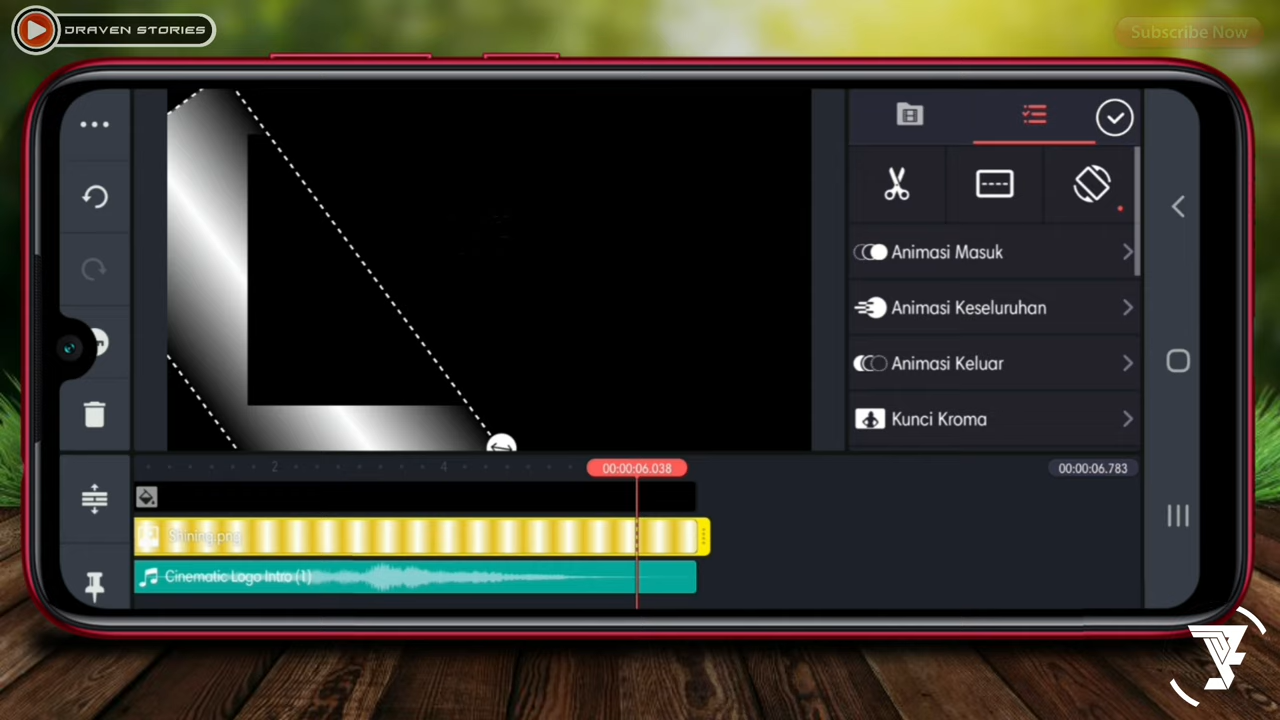 DRAVEN STORIES
Subscribe Now
Animasi Masuk
Animasi Keseluruhan
Animasi Keluar
Kunci Kroma
2
4
00:00:06.038
00:00:06.783
Shining.png
Cinematic Logo Intro (1)